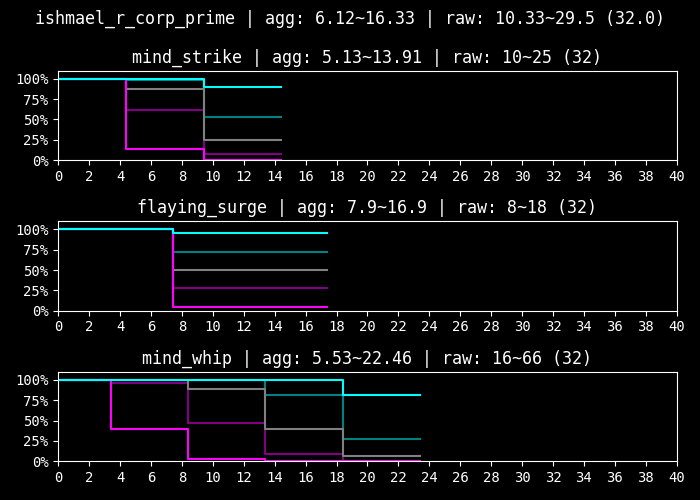 ishmael_r_corp_prime | agg: 6.12~16.33 | raw: 10.33~29.5 (32.0)
mind_strike | agg: 5.13~13.91 | raw: 10~25 (32)
100%
75%
50%
25%
0%
0 2 4 6 8 10 12 14 16 18 20 22 24 26 28 30 32 34 36 38 40
flaying_surge | agg: 7.9~16.9 | raw: 8~18 (32)
100%
75%
50%
25%
0%
0 2 4 6 8 10 12 14 16 18 20 22 24 26 28 30 32 34 36 38 40
mind_whip | agg: 5.53~22.46 | raw: 16~66 (32)
100%
75%
50%
25%
0%
0 2 4 6 8 10 12 14 16 18 20 22 24 26 28 30 32 34 36 38 40